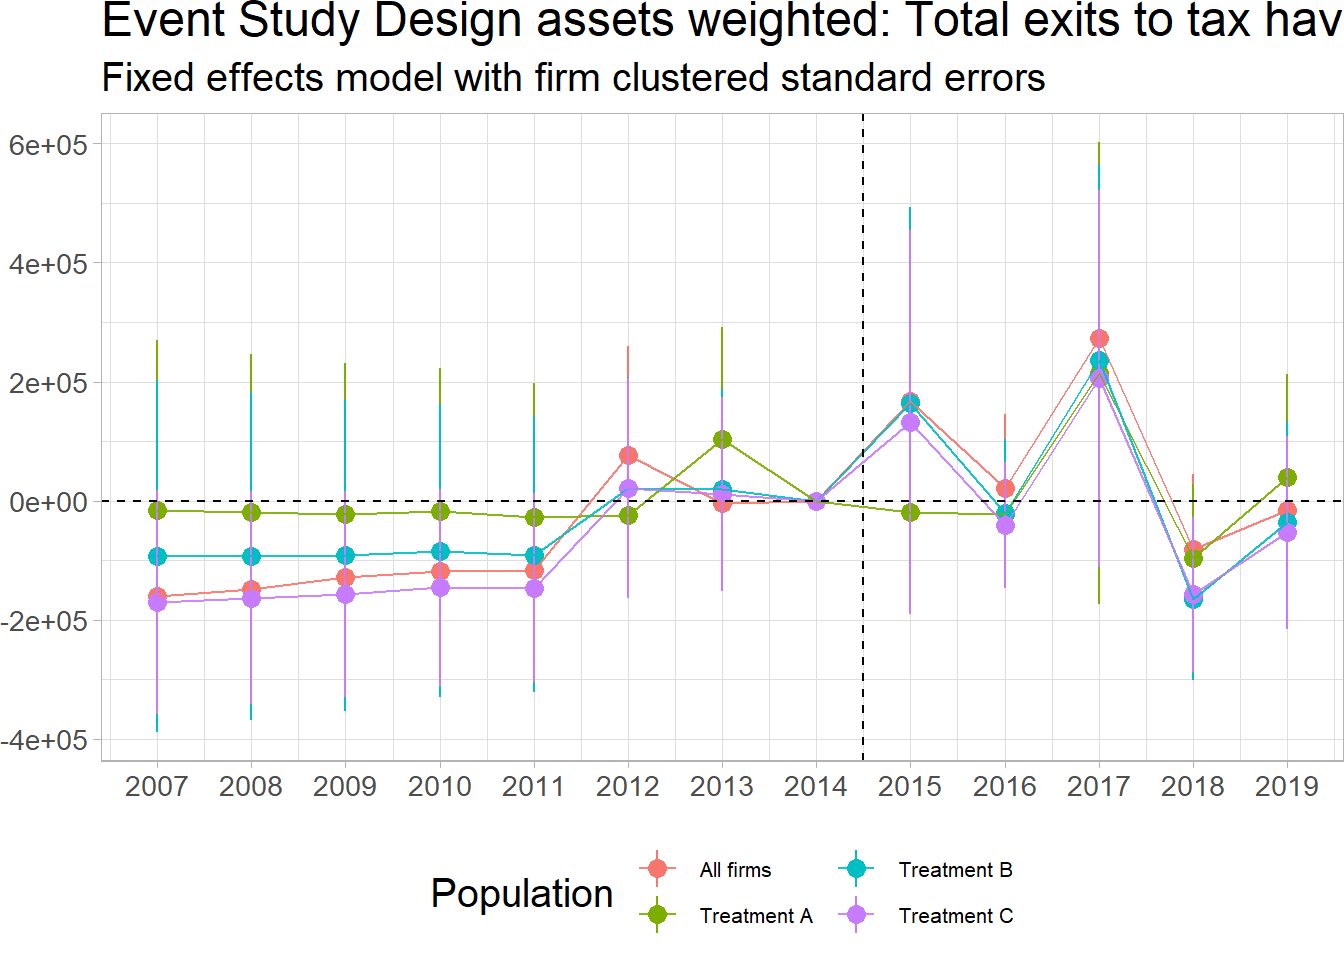 Event Study Design assets weighted: Total exits to tax hav
Fixed effects model with firm clustered standard errors
6e+05
4e+05
2e+05
0e+00
-2e+05
-4e+05
2007 2008 2009 2010 2011 2012 2013 2014 2015 2016 2017 2018 2019
Population
All firms
Treatment A
Treatment B
Treatment C